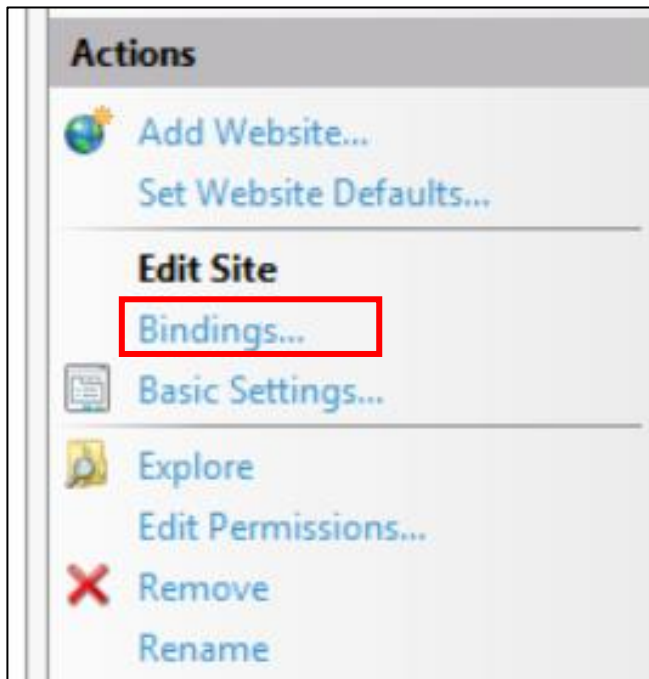 Actions
Add Website...
Set Website Defaults...
Edit Site
Bindings...
Basic Settings...
Explore
Edit Permissions...
Remove
Rename